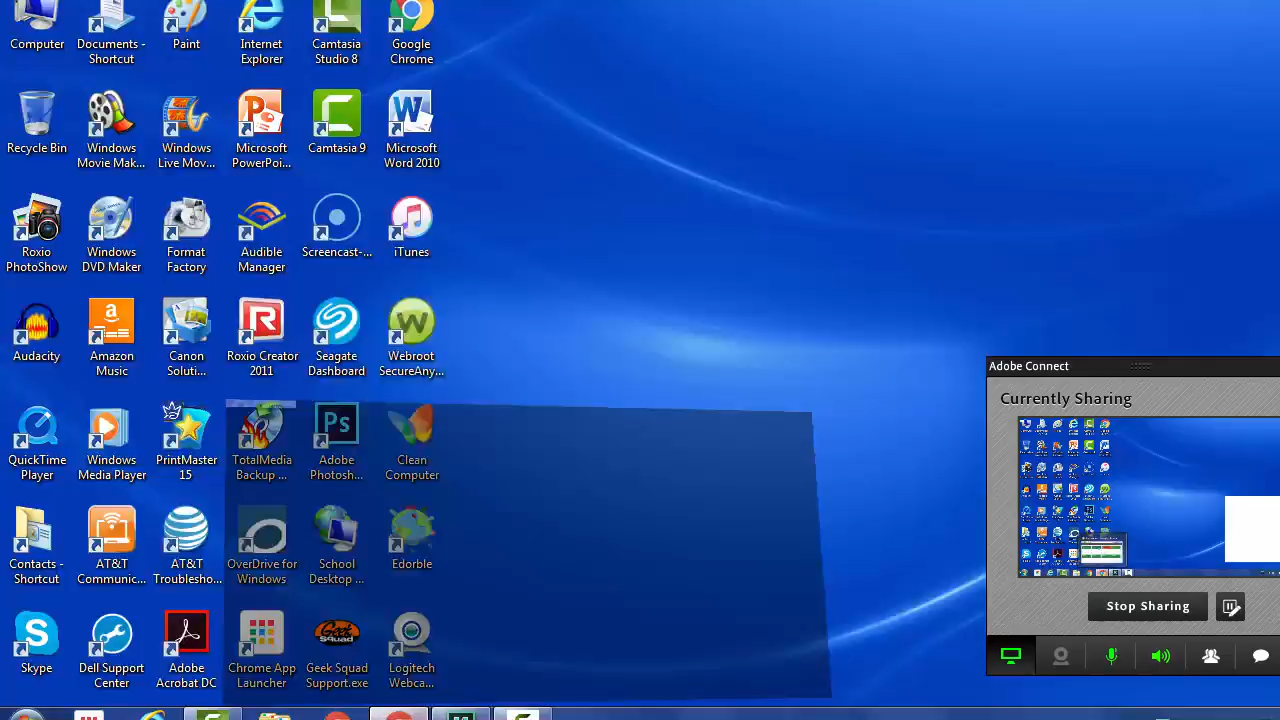 Computer
Documents -
Shortcut
Paint
Internet
Explorer
Camtasia
Studio 8
Google
Chrome
Recycle Bin
Windows
Movie Mak...
Windows
Live Mov...
Microsoft
PowerPoi...
Camtasia 9
Microsoft
Word 2010
Roxio
PhotoShow
Windows
DVD Maker
Format
Factory
Audible
Manager
Screencast-...
iTunes
Audacity
Amazon
Music
Canon
Soluti...
Roxio Creator
2011
Seagate
Dashboard
Webroot
SecureAny...
Adobe Connect
Currently Sharing
QuickTime
Player
Windows
Media Player
PrintMaster
15
TotalMedia
Backup ...
Ps
Adobe
Photosh...
Clean
Computer
Contacts -
Shortcut
AT&T
Communic...
AT&T
Troublesho...
OverDrive for
Windows
School
Desktop ...
Edorble
Stop Sharing
Skype
Dell Support
Center
Adobe
Acrobat DC
Chrome App
Launcher
Geek Squad
Geek Squad
Support.exe
Logitech
Webca...